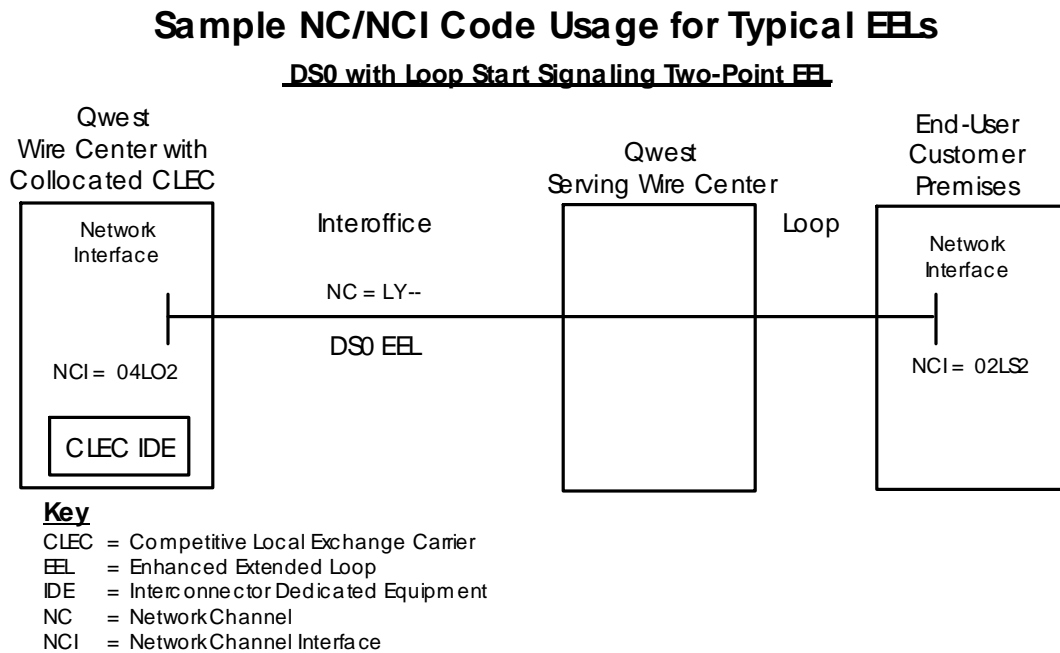 Sample NC/NCI Code Usage for Typical EELs
DS0 with Loop Start Signaling Two-Point EEL
Qwest
Wire Center with
Collocated CLEC
Qwest
Serving Wire Center
End-User
Customer
Premises
Network
Interface
Interoffice
Loop
Network
Interface
NC = LY--
DS0 EEL
NCI = 04LO2
NCI = 02LS2
CLEC IDE
Key
CLEC = Competitive Local Exchange Carrier
EEL = Enhanced Extended Loop
IDE = Interconnector Dedicated Equipment
NC = Network Channel
NCI = Network Channel Interface